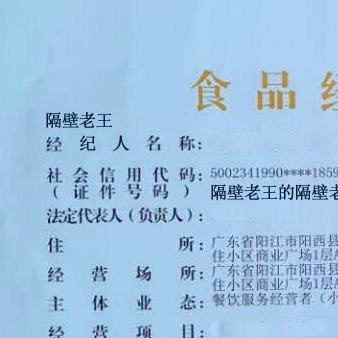 食品经
隔壁老王
经纪人名称:
社会信用代码: 5002341990****1859
(证件号码) 隔壁老王的隔壁老
法定代表人(负责人):
住所: 广东省阳江市阳西县
住小区商业广场1层A
经营场所: 广东省阳江市阳西县
住小区商业广场1层A
主体业态: 餐饮服务经营者(小
经营项目